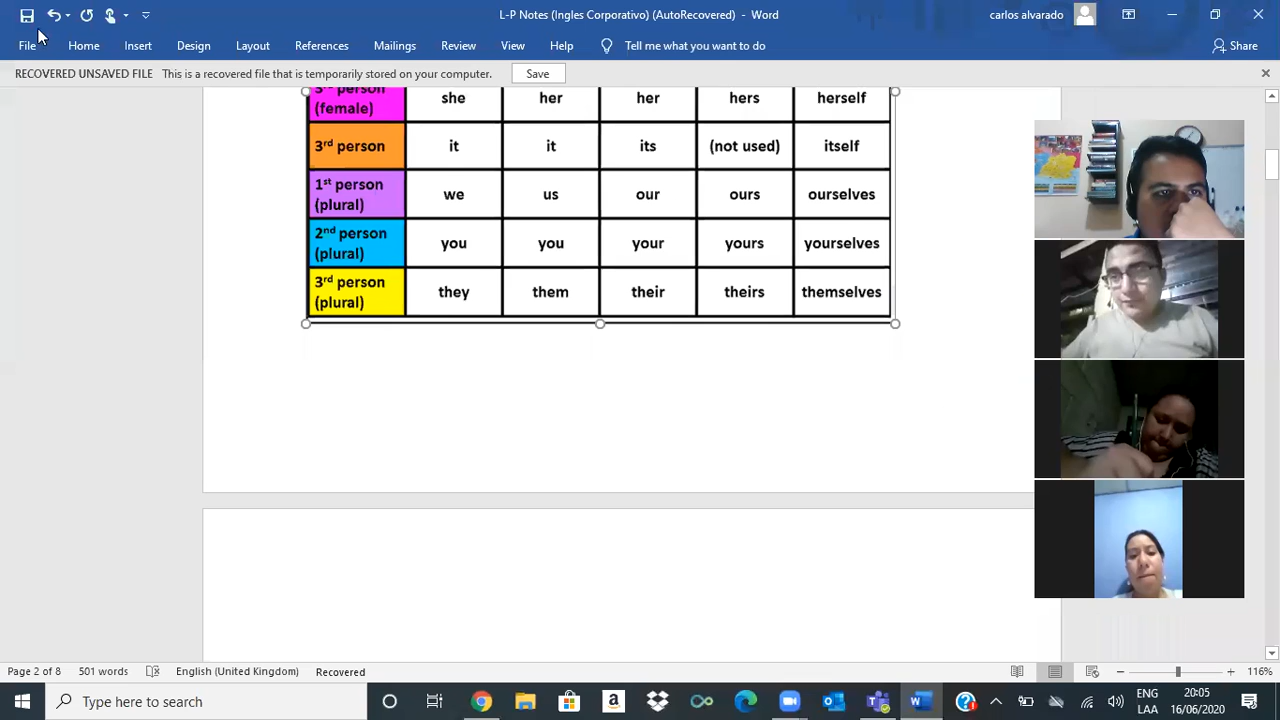 L-P Notes (Ingles Corporativo) (AutoRecovered) - Word
carlos alvarado
File Home Insert Design Layout References Mailings Review View Help Tell me what you want to do Share
RECOVERED UNSAVED FILE This is a recovered file that is temporarily stored on your computer. Save
3rd person (female) she her her hers herself
3rd person it it its (not used) itself
1st person (plural) we us our ours ourselves
2nd person (plural) you you your yours yourselves
3rd person (plural) they them their theirs themselves
Page 2 of 8 501 words English (United Kingdom) Recovered 116%
Type here to search
ENG
LAA
20:05
16/06/2020